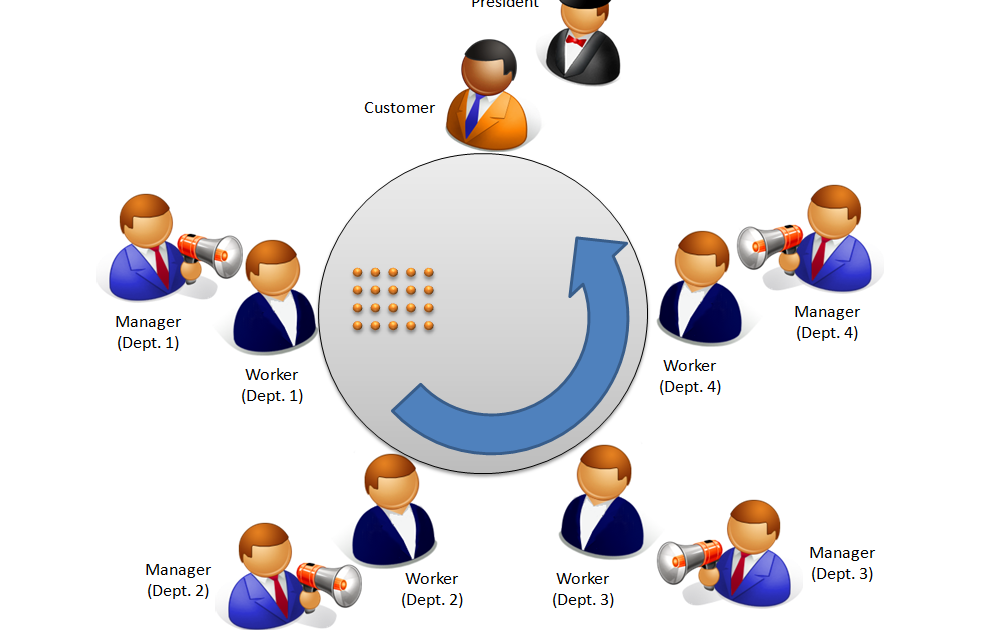 President
Customer
Manager
(Dept. 1)
Worker
(Dept. 1)
Manager
(Dept. 4)
Worker
(Dept. 4)
Manager
(Dept. 2)
Worker
(Dept. 2)
Worker
(Dept. 3)
Manager
(Dept. 3)